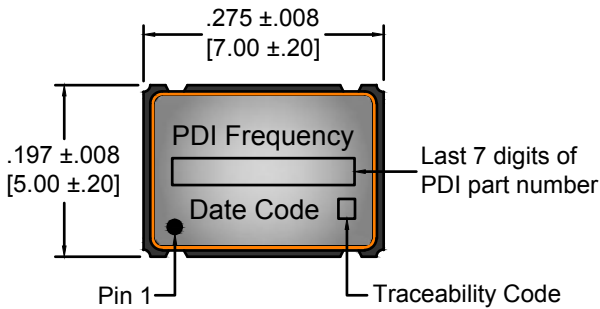 .275 ±.008
[7.00 ±.20]
.197 ±.008
[5.00 ±.20]
PDI Frequency
Last 7 digits of
PDI part number
Date Code
Pin 1
Traceability Code